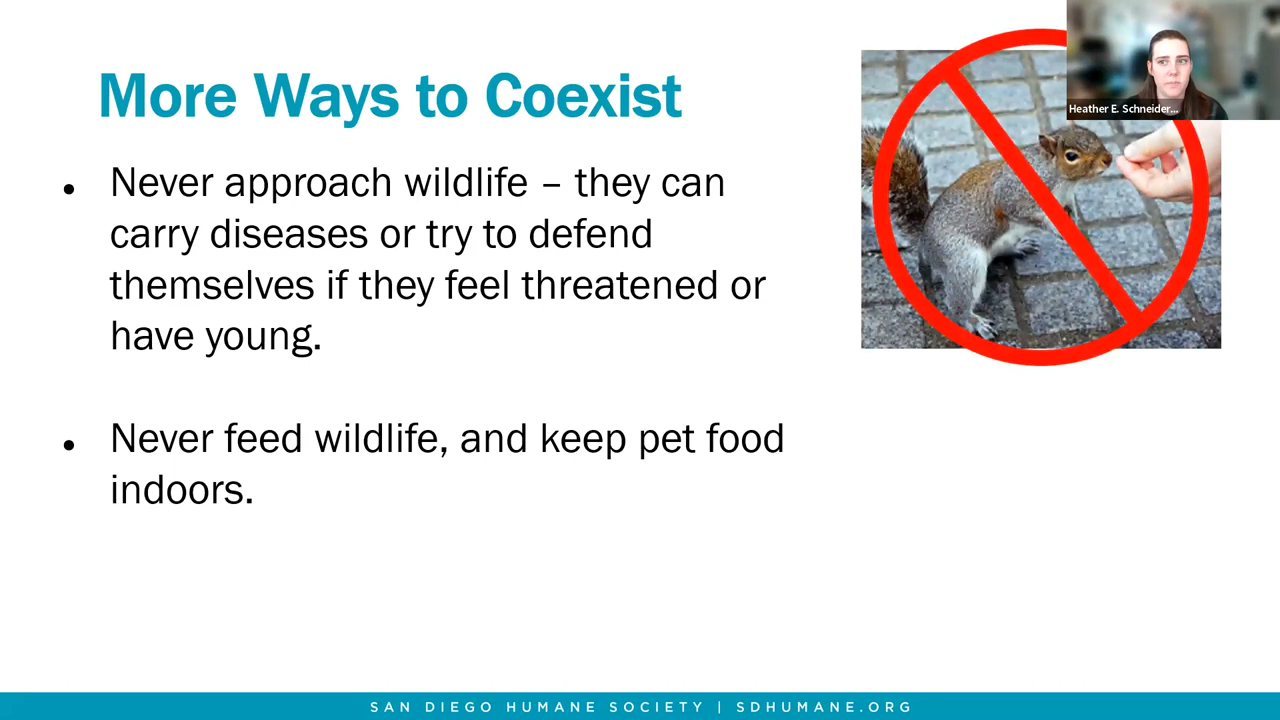 More Ways to Coexist
Heather E. Schneider...
• Never approach wildlife – they can
carry diseases or try to defend
themselves if they feel threatened or
have young.
• Never feed wildlife, and keep pet food
indoors.
SAN DIEGO HUMANE SOCIETY | SDHUMANE.ORG